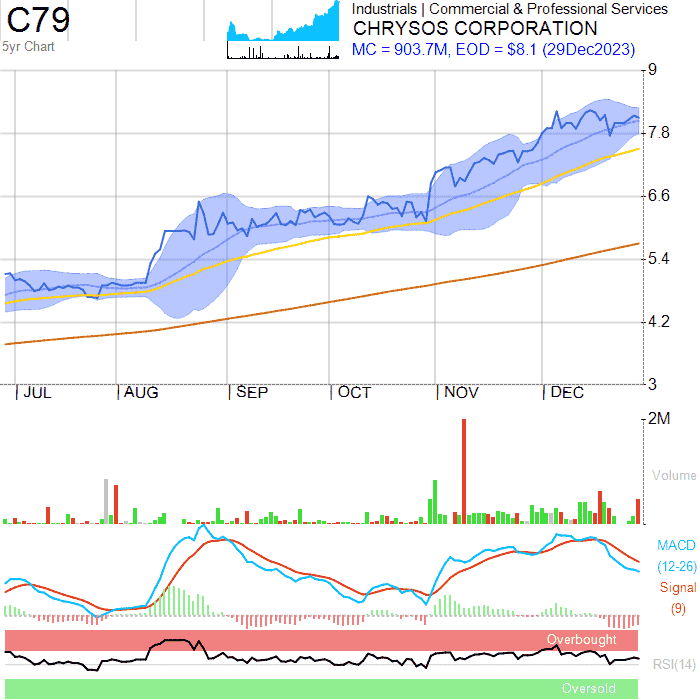 C79
5yr Chart
Industrials | Commercial & Professional Services
CHRYSOS CORPORATION
MC = 903.7M, EOD = $8.1 (29Dec2023)
9
7.8
6.6
5.4
4.2
3
JUL AUG SEP OCT NOV DEC
2M
Volume
MACD
(12-26)
Signal
(9)
Overbought
RSI(14)
Oversold